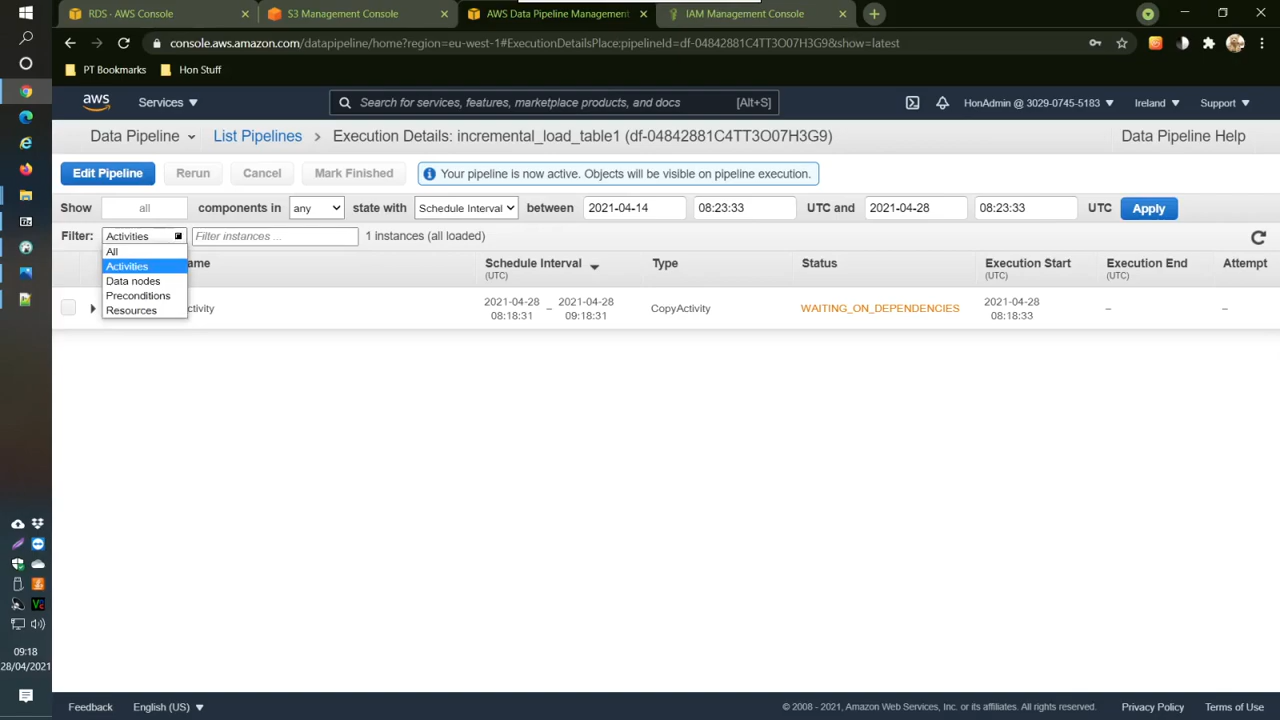 RDS - AWS Console
S3 Management Console
AWS Data Pipeline Management
IAM Management Console
console.aws.amazon.com/datapipeline/home?region=eu-west-1#ExecutionDetailsPlace:pipelineId=df-04842881C4TT3O07H3G9&show=latest
PT Bookmarks
Hon Stuff
aws
Services
Search for services, features, marketplace products, and docs [Alt+S]
HonAdmin @ 3029-0745-5183
Ireland
Support
Data Pipeline
List Pipelines
Execution Details: incremental_load_table1 (df-04842881C4TT3O07H3G9)
Data Pipeline Help
Edit Pipeline
Rerun
Cancel
Mark Finished
Your pipeline is now active. Objects will be visible on pipeline execution.
Show all components in any state with Schedule Interval between 2021-04-14 08:23:33 UTC and 2021-04-28 08:23:33 UTC Apply
Filter: Activities Filter instances ... 1 instances (all loaded)
All
Activities
Data nodes
Preconditions
Resources
ame
Schedule Interval
(UTC)
Type
Status
Execution Start
(UTC)
Execution End
(UTC)
Attempt
ctivity
2021-04-28
08:18:31
–
2021-04-28
09:18:31
CopyActivity
WAITING_ON_DEPENDENCIES
2021-04-28
08:18:33
–
–
09:18
28/04/2021
Feedback
English (US)
© 2008 - 2021, Amazon Web Services, Inc. or its affiliates. All rights reserved.
Privacy Policy
Terms of Use